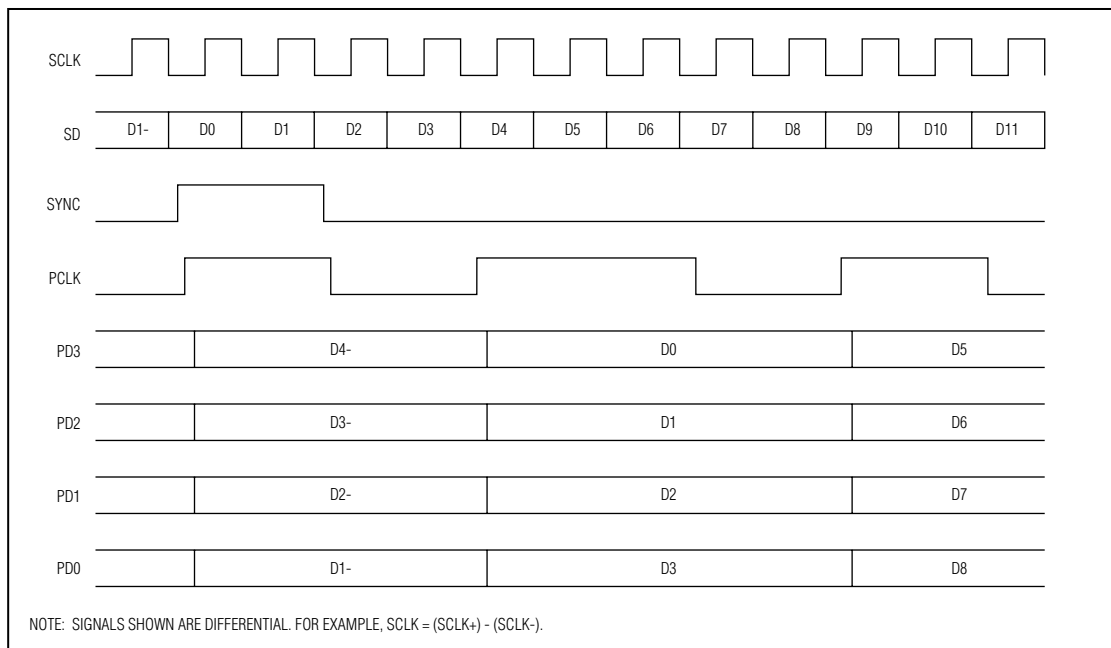 SCLK
SD D1- D0 D1 D2 D3 D4 D5 D6 D7 D8 D9 D10 D11
SYNC
PCLK
PD3 D4- D0 D5
PD2 D3- D1 D6
PD1 D2- D2 D7
PD0 D1- D3 D8
NOTE: SIGNALS SHOWN ARE DIFFERENTIAL. FOR EXAMPLE, SCLK = (SCLK+) - (SCLK-).